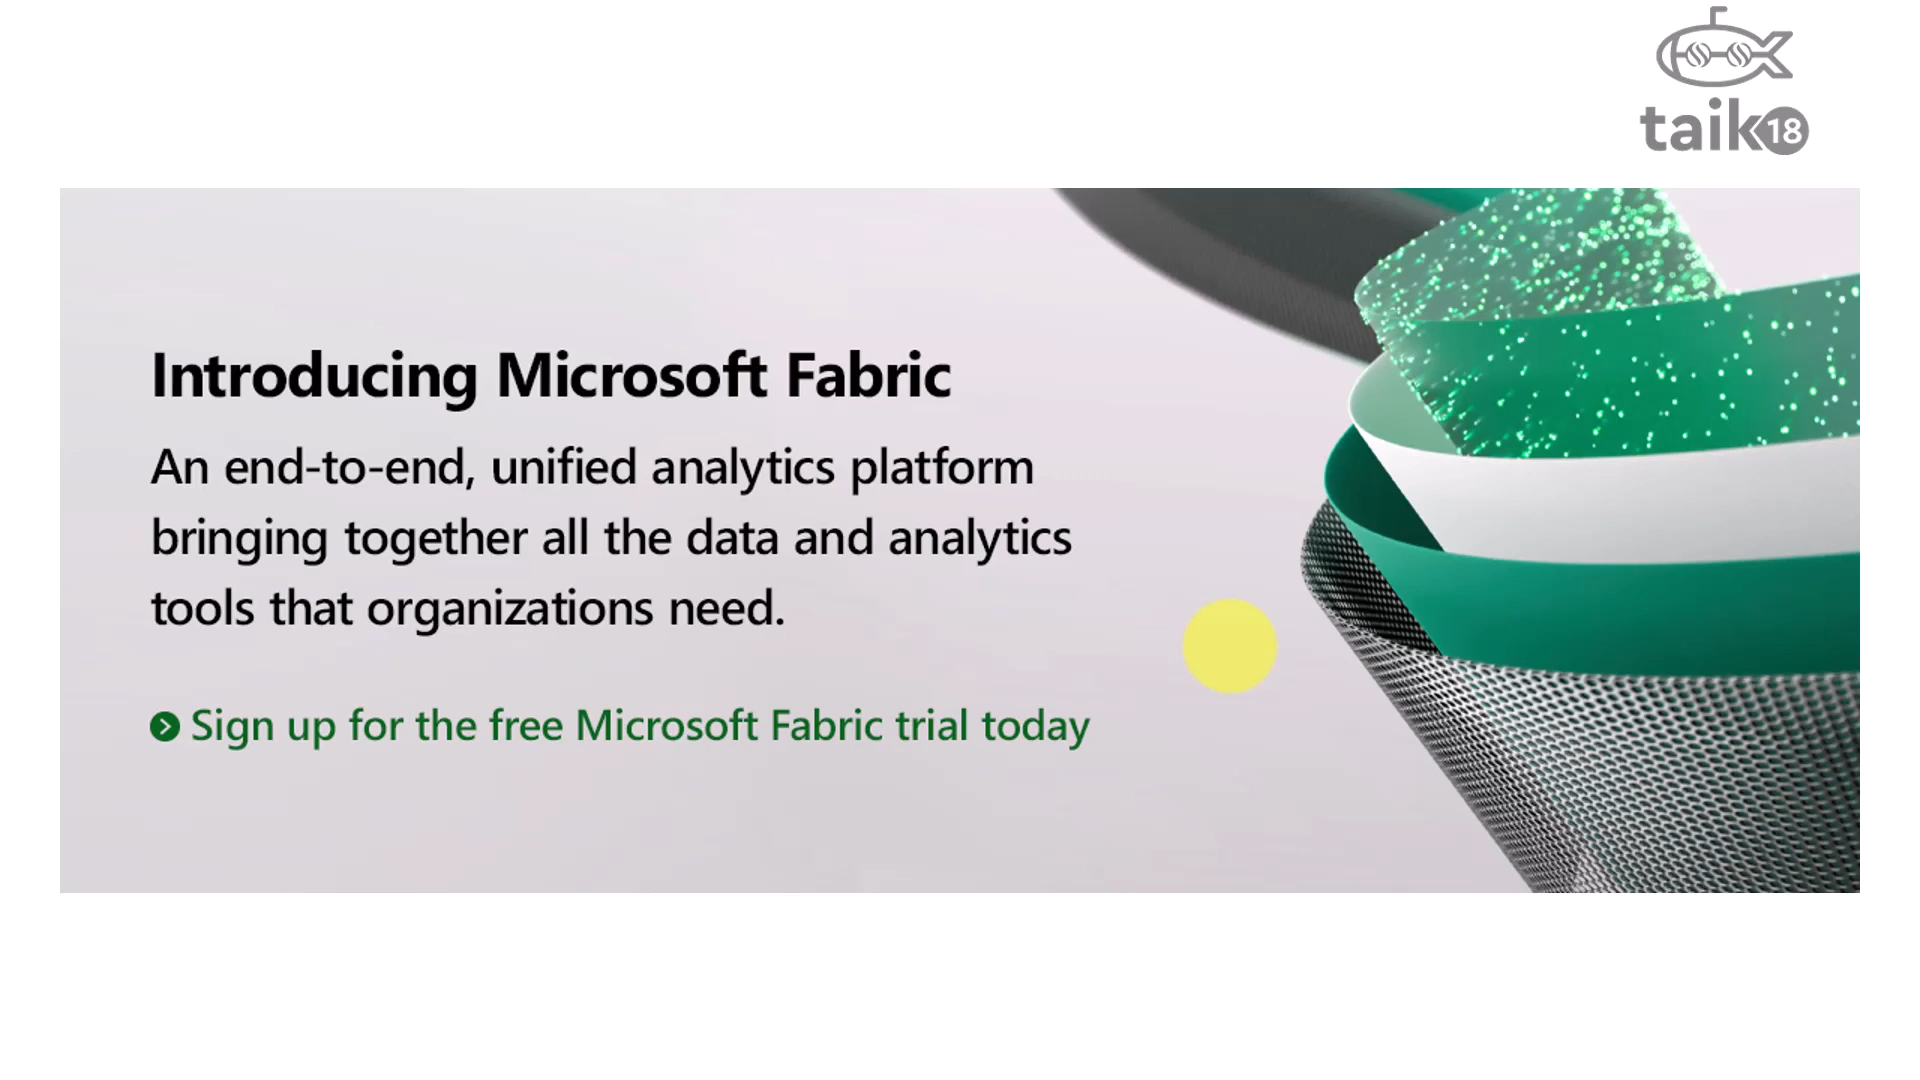 taiko18
Introducing Microsoft Fabric
An end-to-end, unified analytics platform
bringing together all the data and analytics
tools that organizations need.
Sign up for the free Microsoft Fabric trial today